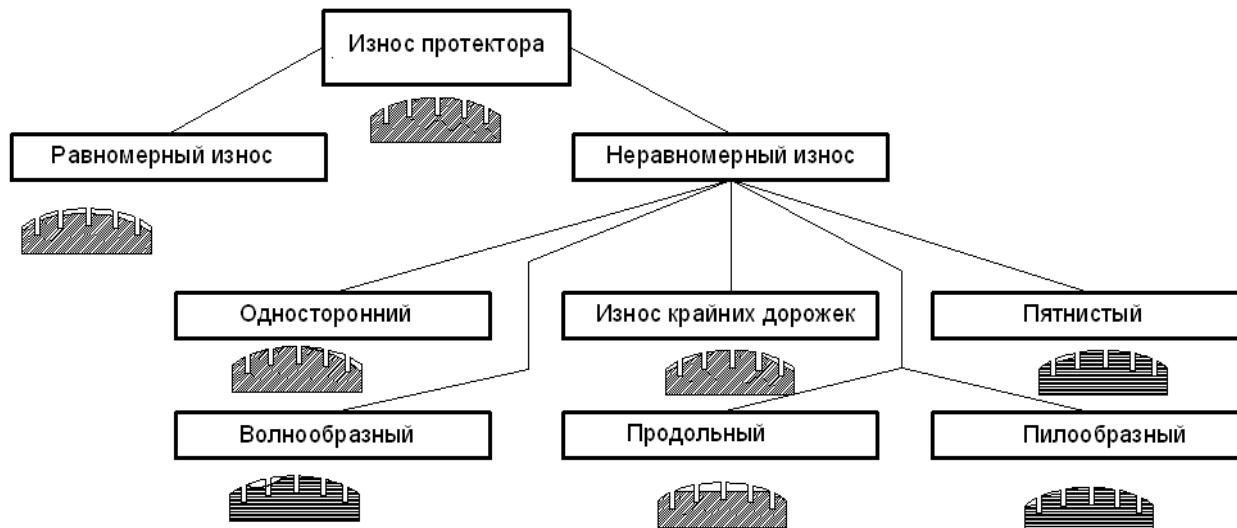 Износ протектора
Равномерный износ
Неравномерный износ
Односторонний
Износ крайних дорожек
Пятнистый
Волнообразный
Продольный
Пилообразный